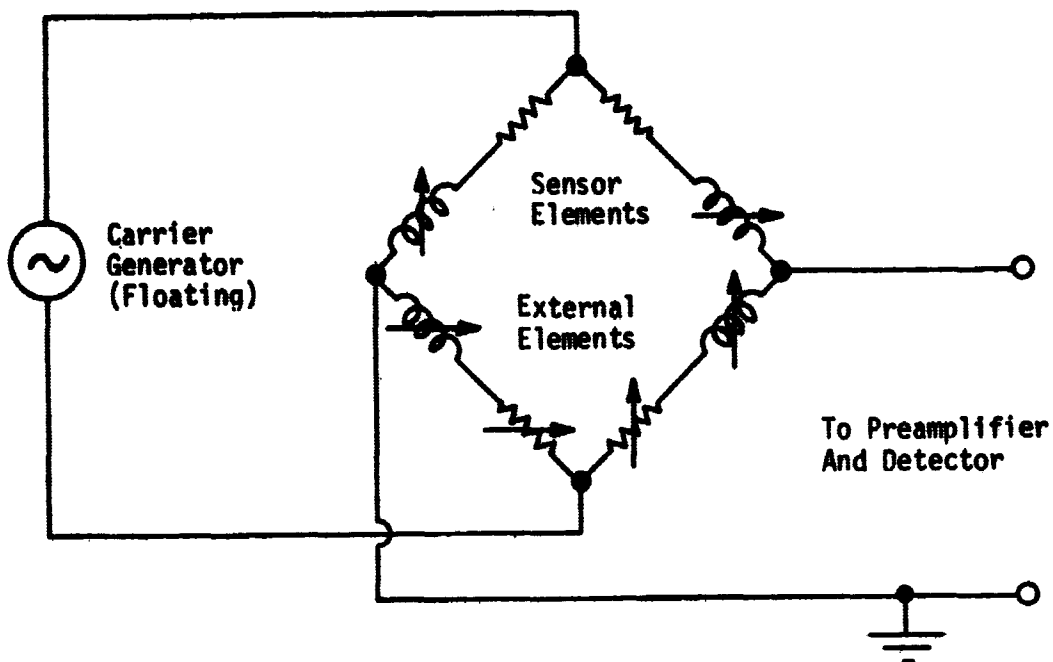 Sensor
Elements
Carrier
Generator
(Floating)
External
Elements
To Preamplifier
And Detector